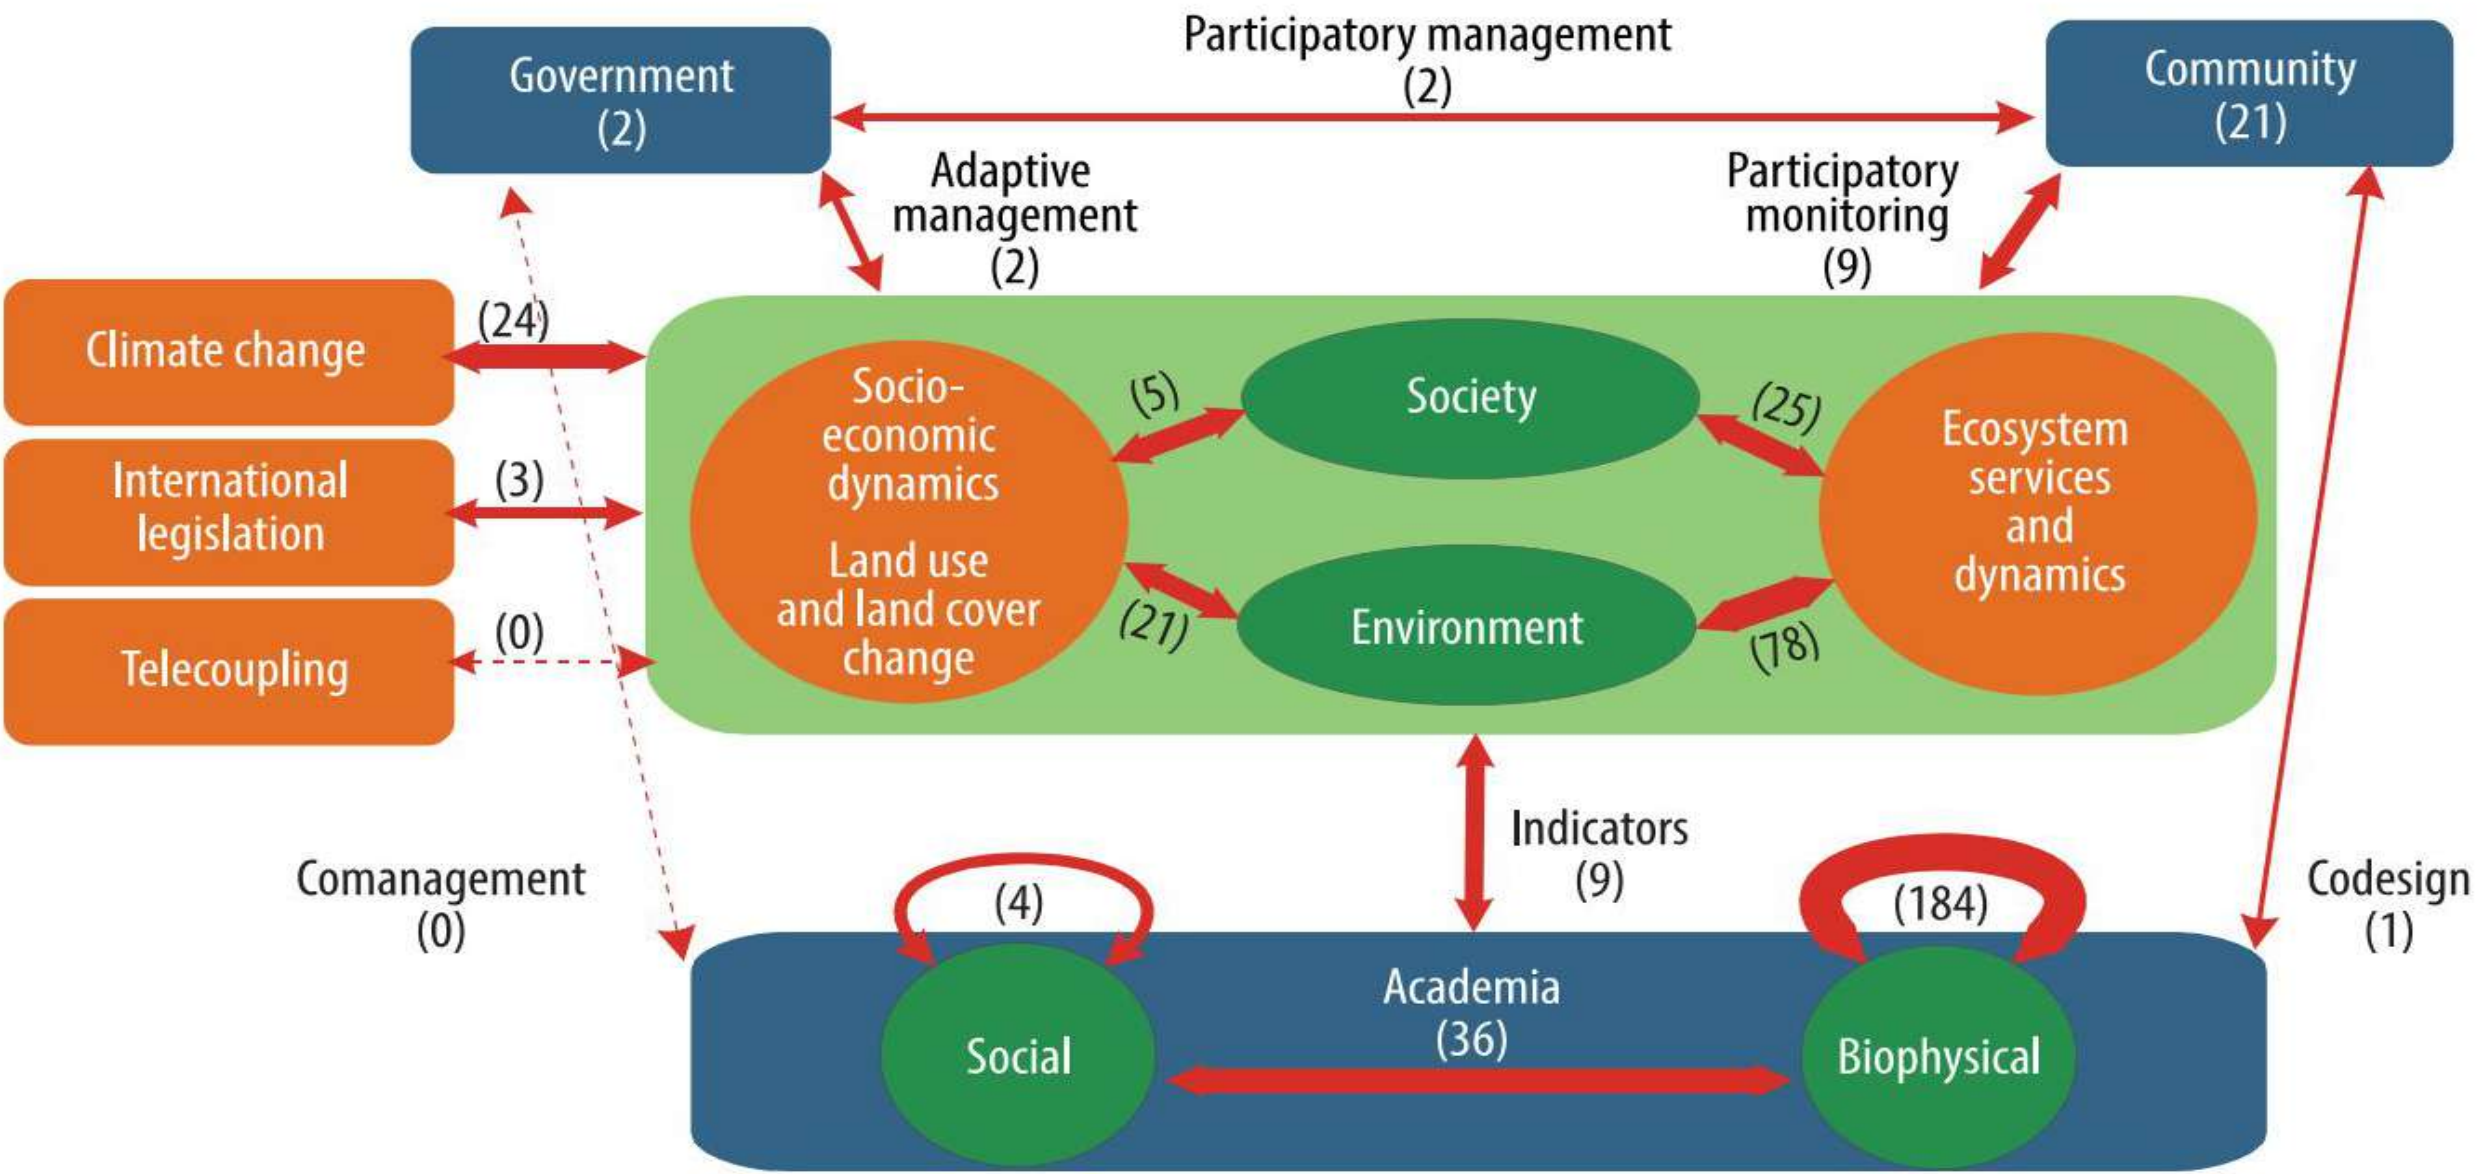 Participatory management
(2)
Government
(2)
Community
(21)
Adaptive
management
(2)
Participatory
monitoring
(9)
Climate change
(24)
International
legislation
(3)
Telecoupling
(0)
Socio-
economic
dynamics
Land use
and land cover
change
(5)
(21)
Society
Environment
(25)
(78)
Ecosystem
services
and
dynamics
Comanagement
(0)
Indicators
(9)
Codesign
(1)
(4)
(184)
Academia
(36)
Social
Biophysical